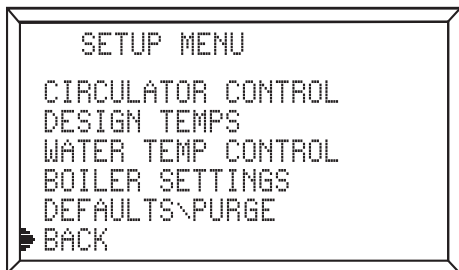 SETUP MENU
CIRCULATOR CONTROL
DESIGN TEMPS
WATER TEMP CONTROL
BOILER SETTINGS
DEFAULTS\PURGE
BACK